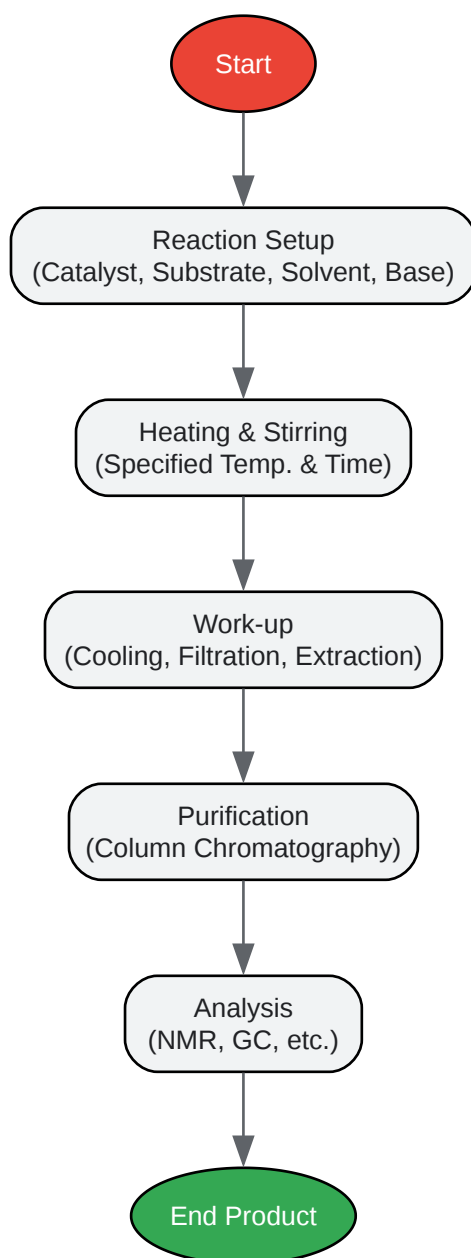 Start
Reaction Setup
(Catalyst, Substrate, Solvent, Base)
Heating & Stirring
(Specified Temp. & Time)
Work-up
(Cooling, Filtration, Extraction)
Purification
(Column Chromatography)
Analysis
(NMR, GC, etc.)
End Product